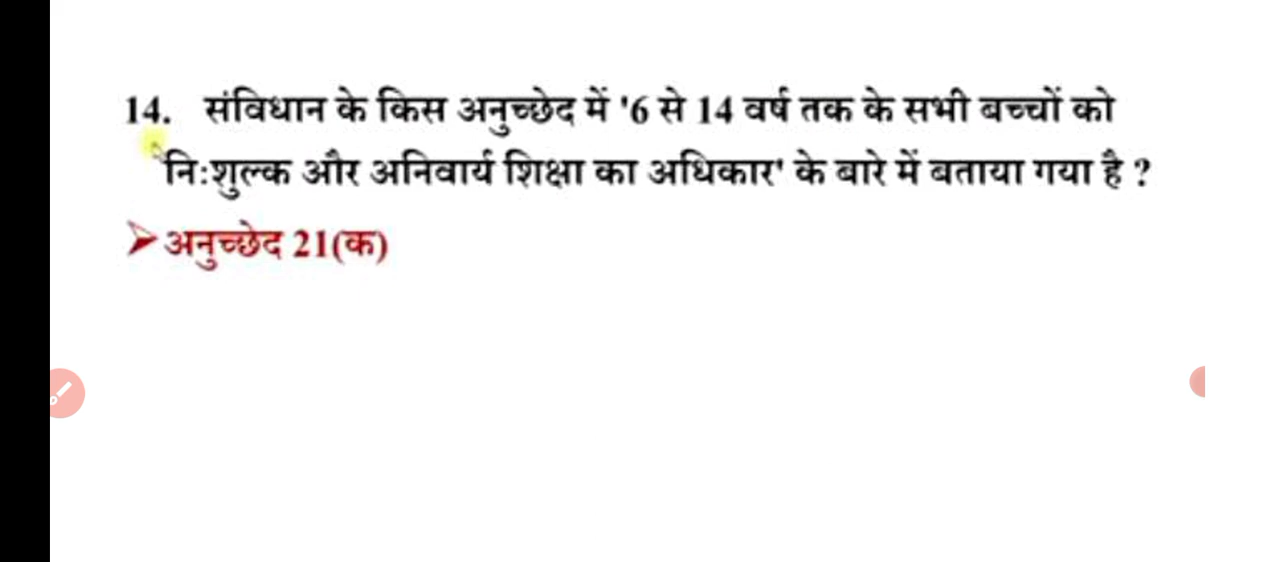 14. संविधान के किस अनुच्छेद में '6 से 14 वर्ष तक के सभी बच्चों को
नि:शुल्क और अनिवार्य शिक्षा का अधिकार' के बारे में बताया गया है ?
➤अनुच्छेद 21(क)